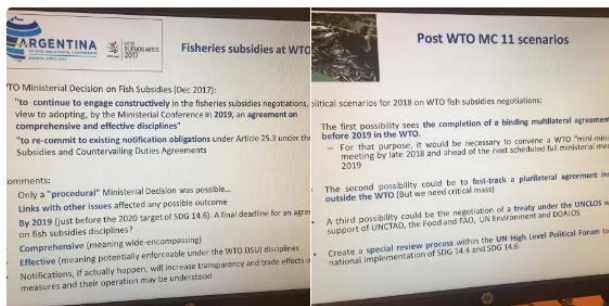 ARGENTINA
BUENOS AIRES
2017
Fisheries subsidies at WTO
TO Ministerial Decision on Fish Subsidies (Dec 2017):
"to continue to engage constructively in the fisheries subsidies negotiations,
view to adopting, by the Ministerial Conference in 2019, an agreement on
comprehensive and effective disciplines"
"to re-commit to existing notification obligations under Article 25.3 under the
Subsidies and Countervailing Duties Agreements
omments:
Only a "procedural" Ministerial Decision was possible...
Links with other issues affected any possible outcome
By 2019 (just before the 2020 target of SDG 14.6). A final deadline for an
on fish subsidies disciplines?
Comprehensive (meaning wide-encompassing)
Effective (meaning potentially enforceable under the WTO DSU) disciplines
Notifications, if actually happen, will increase transparency and trade effects
measures and their operation may be understood
Post WTO MC 11 scenarios
olitical scenarios for 2018 on WTO fish subsidies negotiations:
The first possibility sees the completion of a binding multilateral agreement
before 2019 in the WTO.
– For that purpose, it would be necessary to convene a WTO
meeting by late 2018 and ahead of the next scheduled full ministerial
2019
The second possibility could be to fast-track a plurilateral agreement
outside the WTO (But we need critical mass)
• A third possibility could be the negotiation of a treaty under the UNCLOS
support of UNCTAD, the Food and FAO, UN Environment and DOALOS
• Create a special review process within the UN High Level Political Forum to
national implementation of SDG 14.4 and SDG 14.6